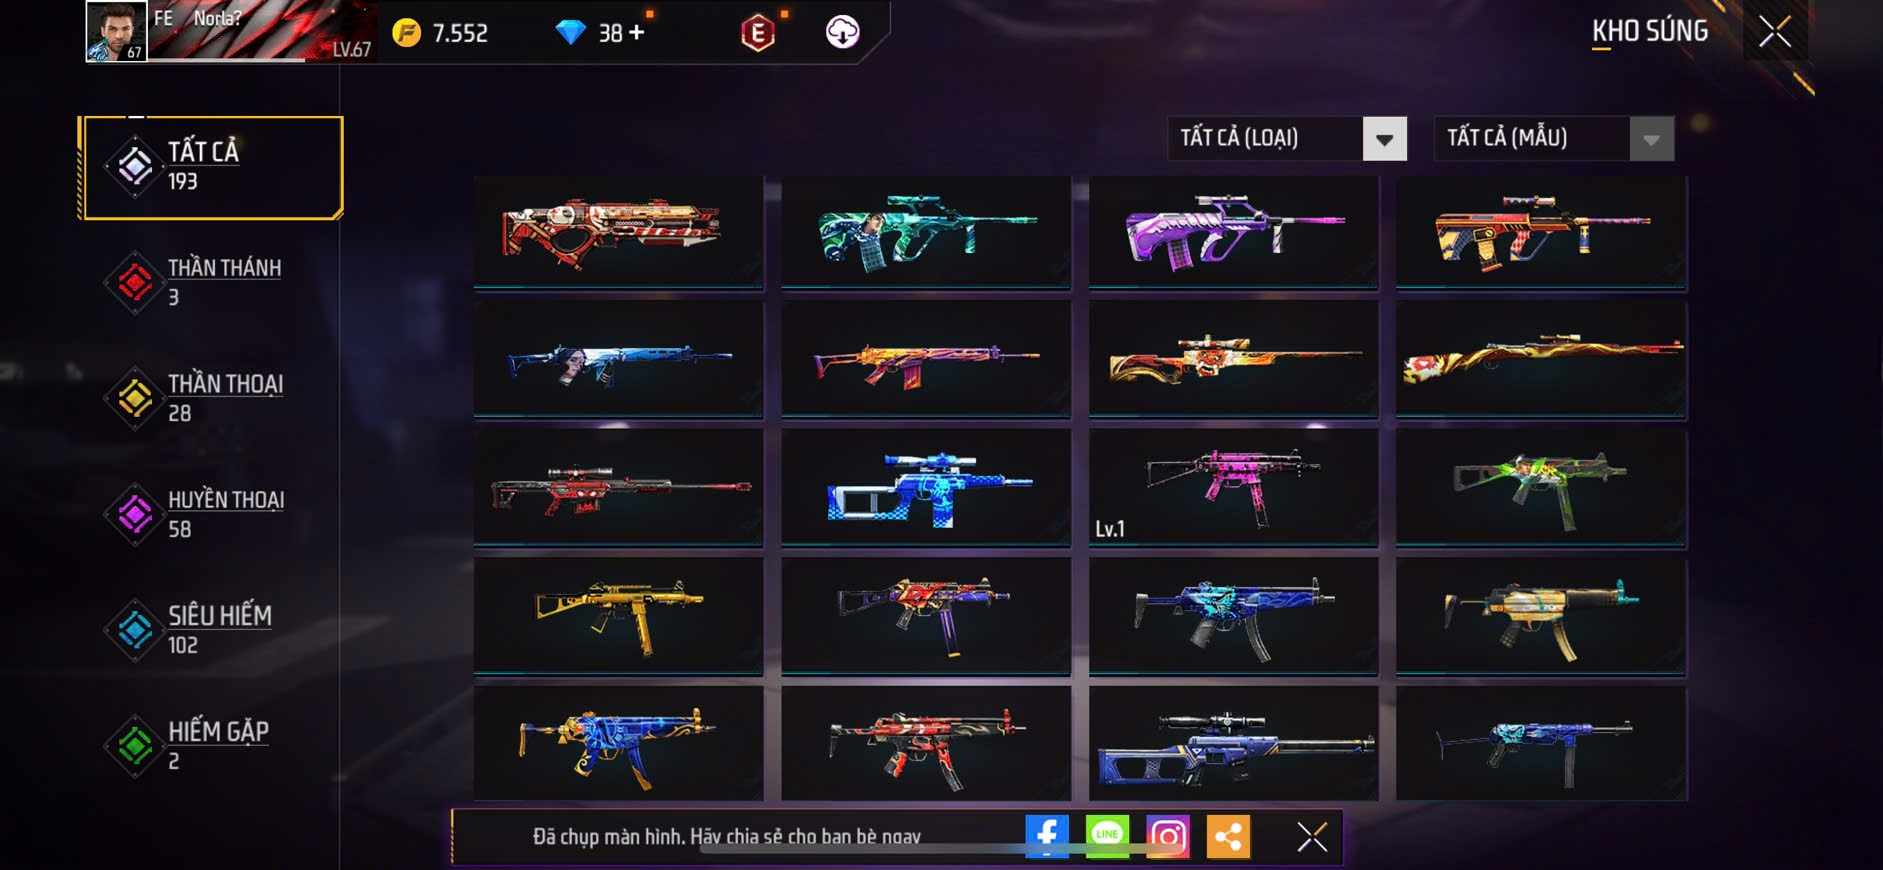 FE Norla?
67
LV.67
7.552
38 +
E
KHO SÚNG
TẤT CẢ
193
THẦN THÁNH
3
THẦN THOẠI
28
HUYỀN THOẠI
58
SIÊU HIẾM
102
HIẾM GẶP
2
TẤT CẢ (LOẠI)
TẤT CẢ (MẪU)
Lv.1
Đã chụp màn hình. Hãy chia sẻ cho bạn bè ngay
LINE